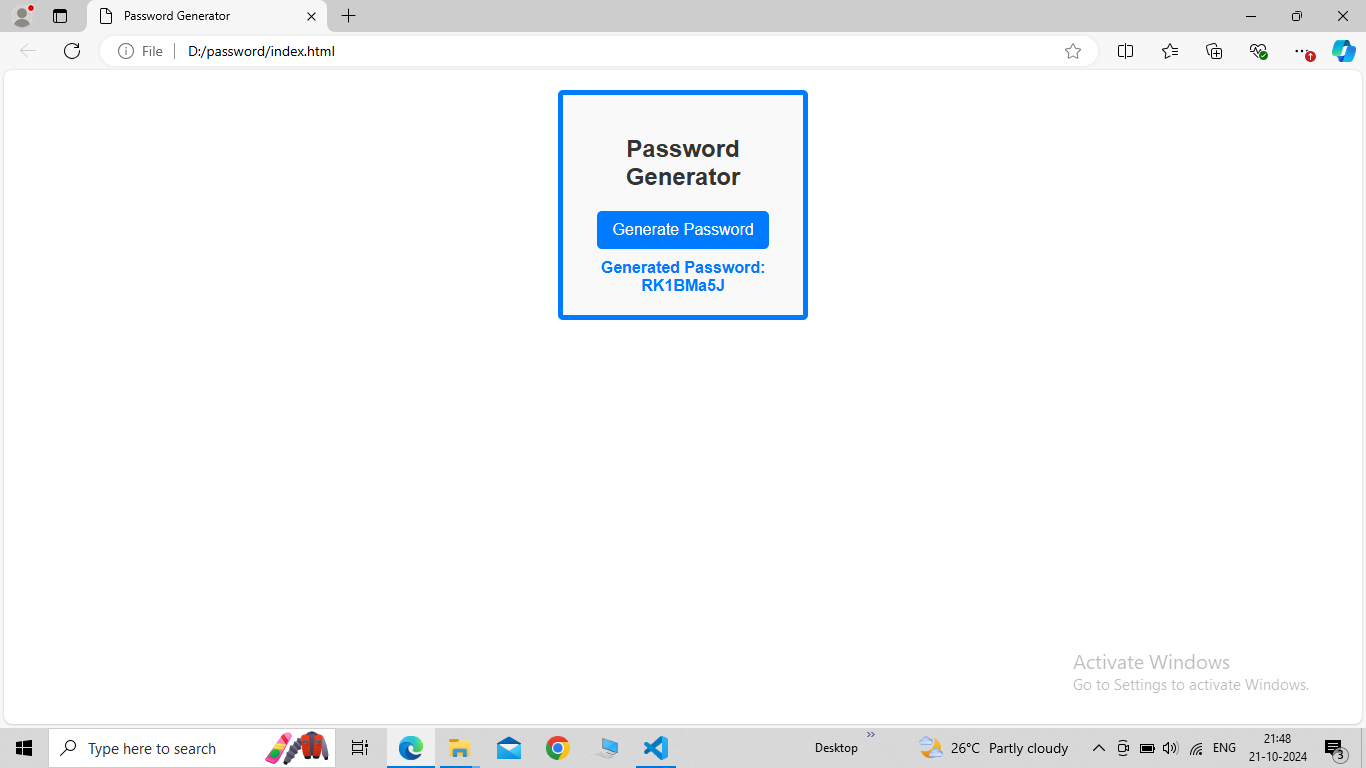 Password Generator
File
D:/password/index.html
Password
Generator
Generate Password
Generated Password:
RK1BMa5J
Activate Windows
Go to Settings to activate Windows.
Type here to search
Desktop
26°C Partly cloudy
ENG
21:48
21-10-2024
3